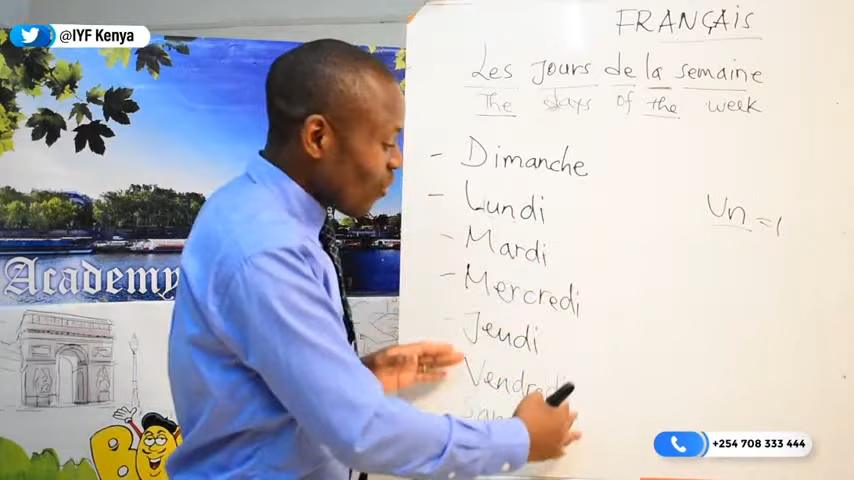 @IYF Kenya
FRANÇAIS
Les Jours de la semaine
The days of the week
- Dimanche
- Lundi
Un = 1
- Mardi
- Mercredi
- Jeudi
Vendredi
Academy
+254 708 333 444